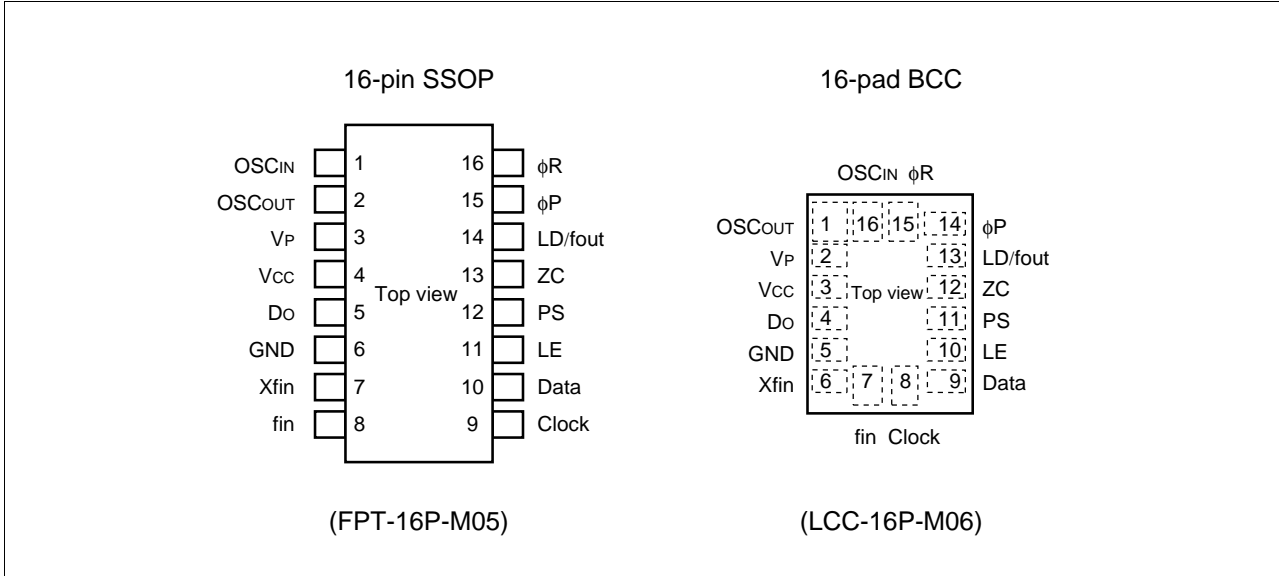 16-pin SSOP
OSCIN 1 16 φR
OSCOUT 2 15 φP
VP 3 14 LD/fout
VCC 4 13 ZC
Top view
DO 5 12 PS
GND 6 11 LE
Xfin 7 10 Data
fin 8 9 Clock
(FPT-16P-M05)
16-pad BCC
OSCIN φR
OSCOUT 1 16 15 14 φP
VP 2 13 LD/fout
VCC 3 Top view 12 ZC
DO 4 11 PS
GND 5 10 LE
Xfin 6 7 8 9 Data
fin Clock
(LCC-16P-M06)